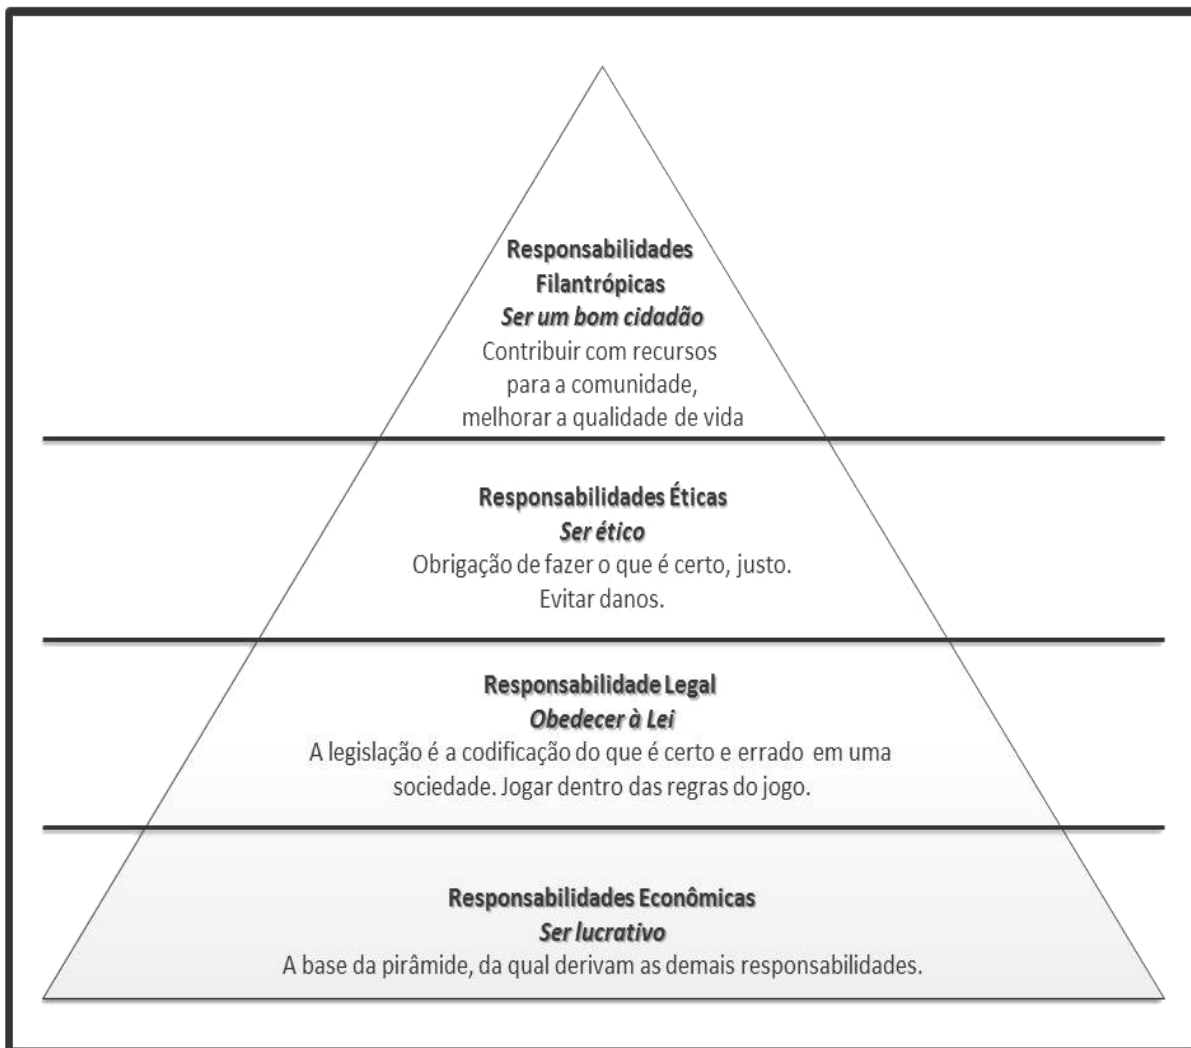 Responsabilidades
Filantrópicas
Ser um bom cidadão
Contribuir com recursos
para a comunidade,
melhorar a qualidade de vida
Responsabilidades Éticas
Ser ético
Obrigação de fazer o que é certo, justo.
Evitar danos.
Responsabilidade Legal
Obedecer à Lei
A legislação é a codificação do que é certo e errado em uma
sociedade. Jogar dentro das regras do jogo.
Responsabilidades Econômicas
Ser lucrativo
A base da pirâmide, da qual derivam as demais responsabilidades.